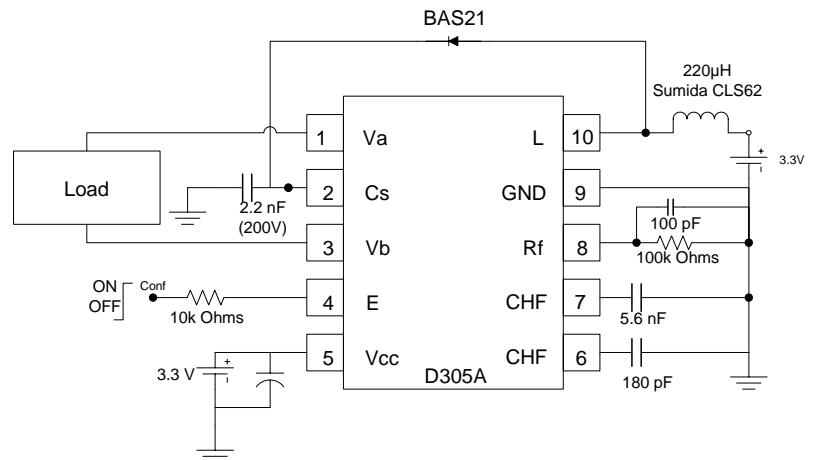 BAS21
220µH
Sumida CLS62
1 Va L 10
+
3.3V
-
Load
2 Cs GND 9
2.2 nF
(200V)
100 pF
3 Vb Rf 8
100k Ohms
ON
OFF
Conf
10k Ohms
4 E CHF 7
5.6 nF
3.3 V
+
-
5 Vcc CHF 6
180 pF
D305A